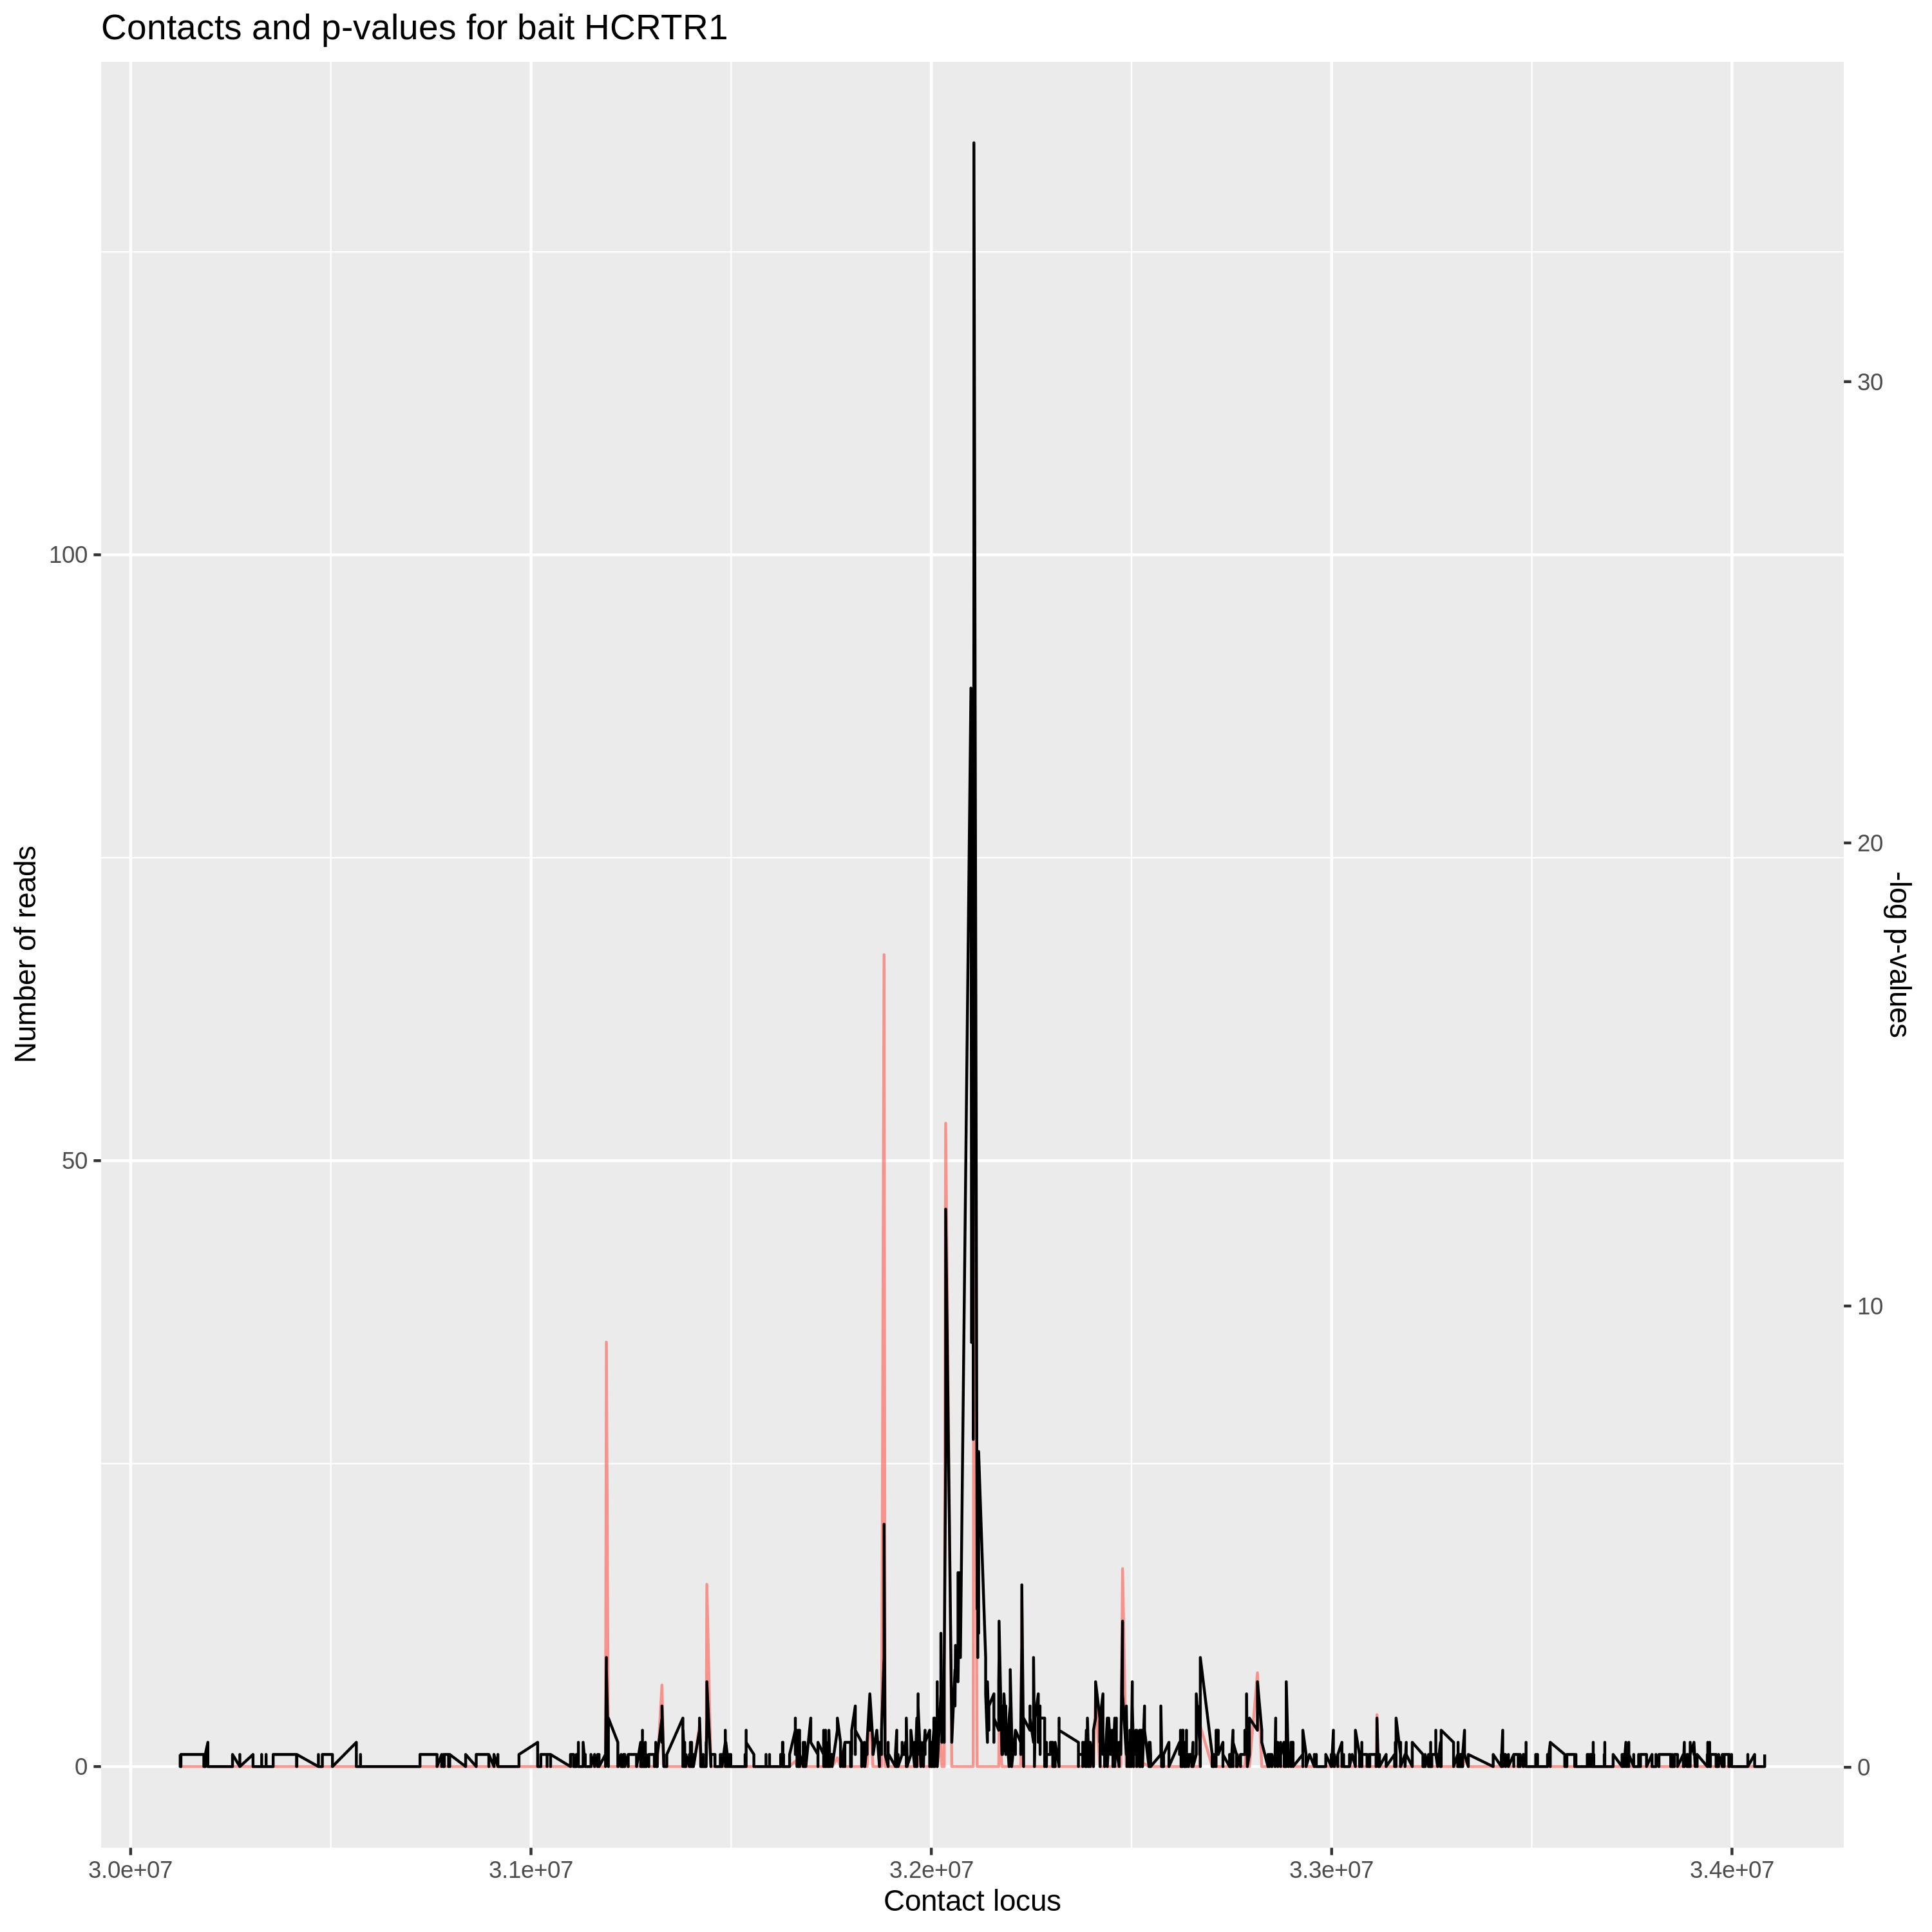 Contacts and p-values for bait HCRTR1
Number of reads
100
50
0
30
20
10
0
-log p-values
3.0e+07
3.1e+07
3.2e+07
3.3e+07
3.4e+07
Contact locus